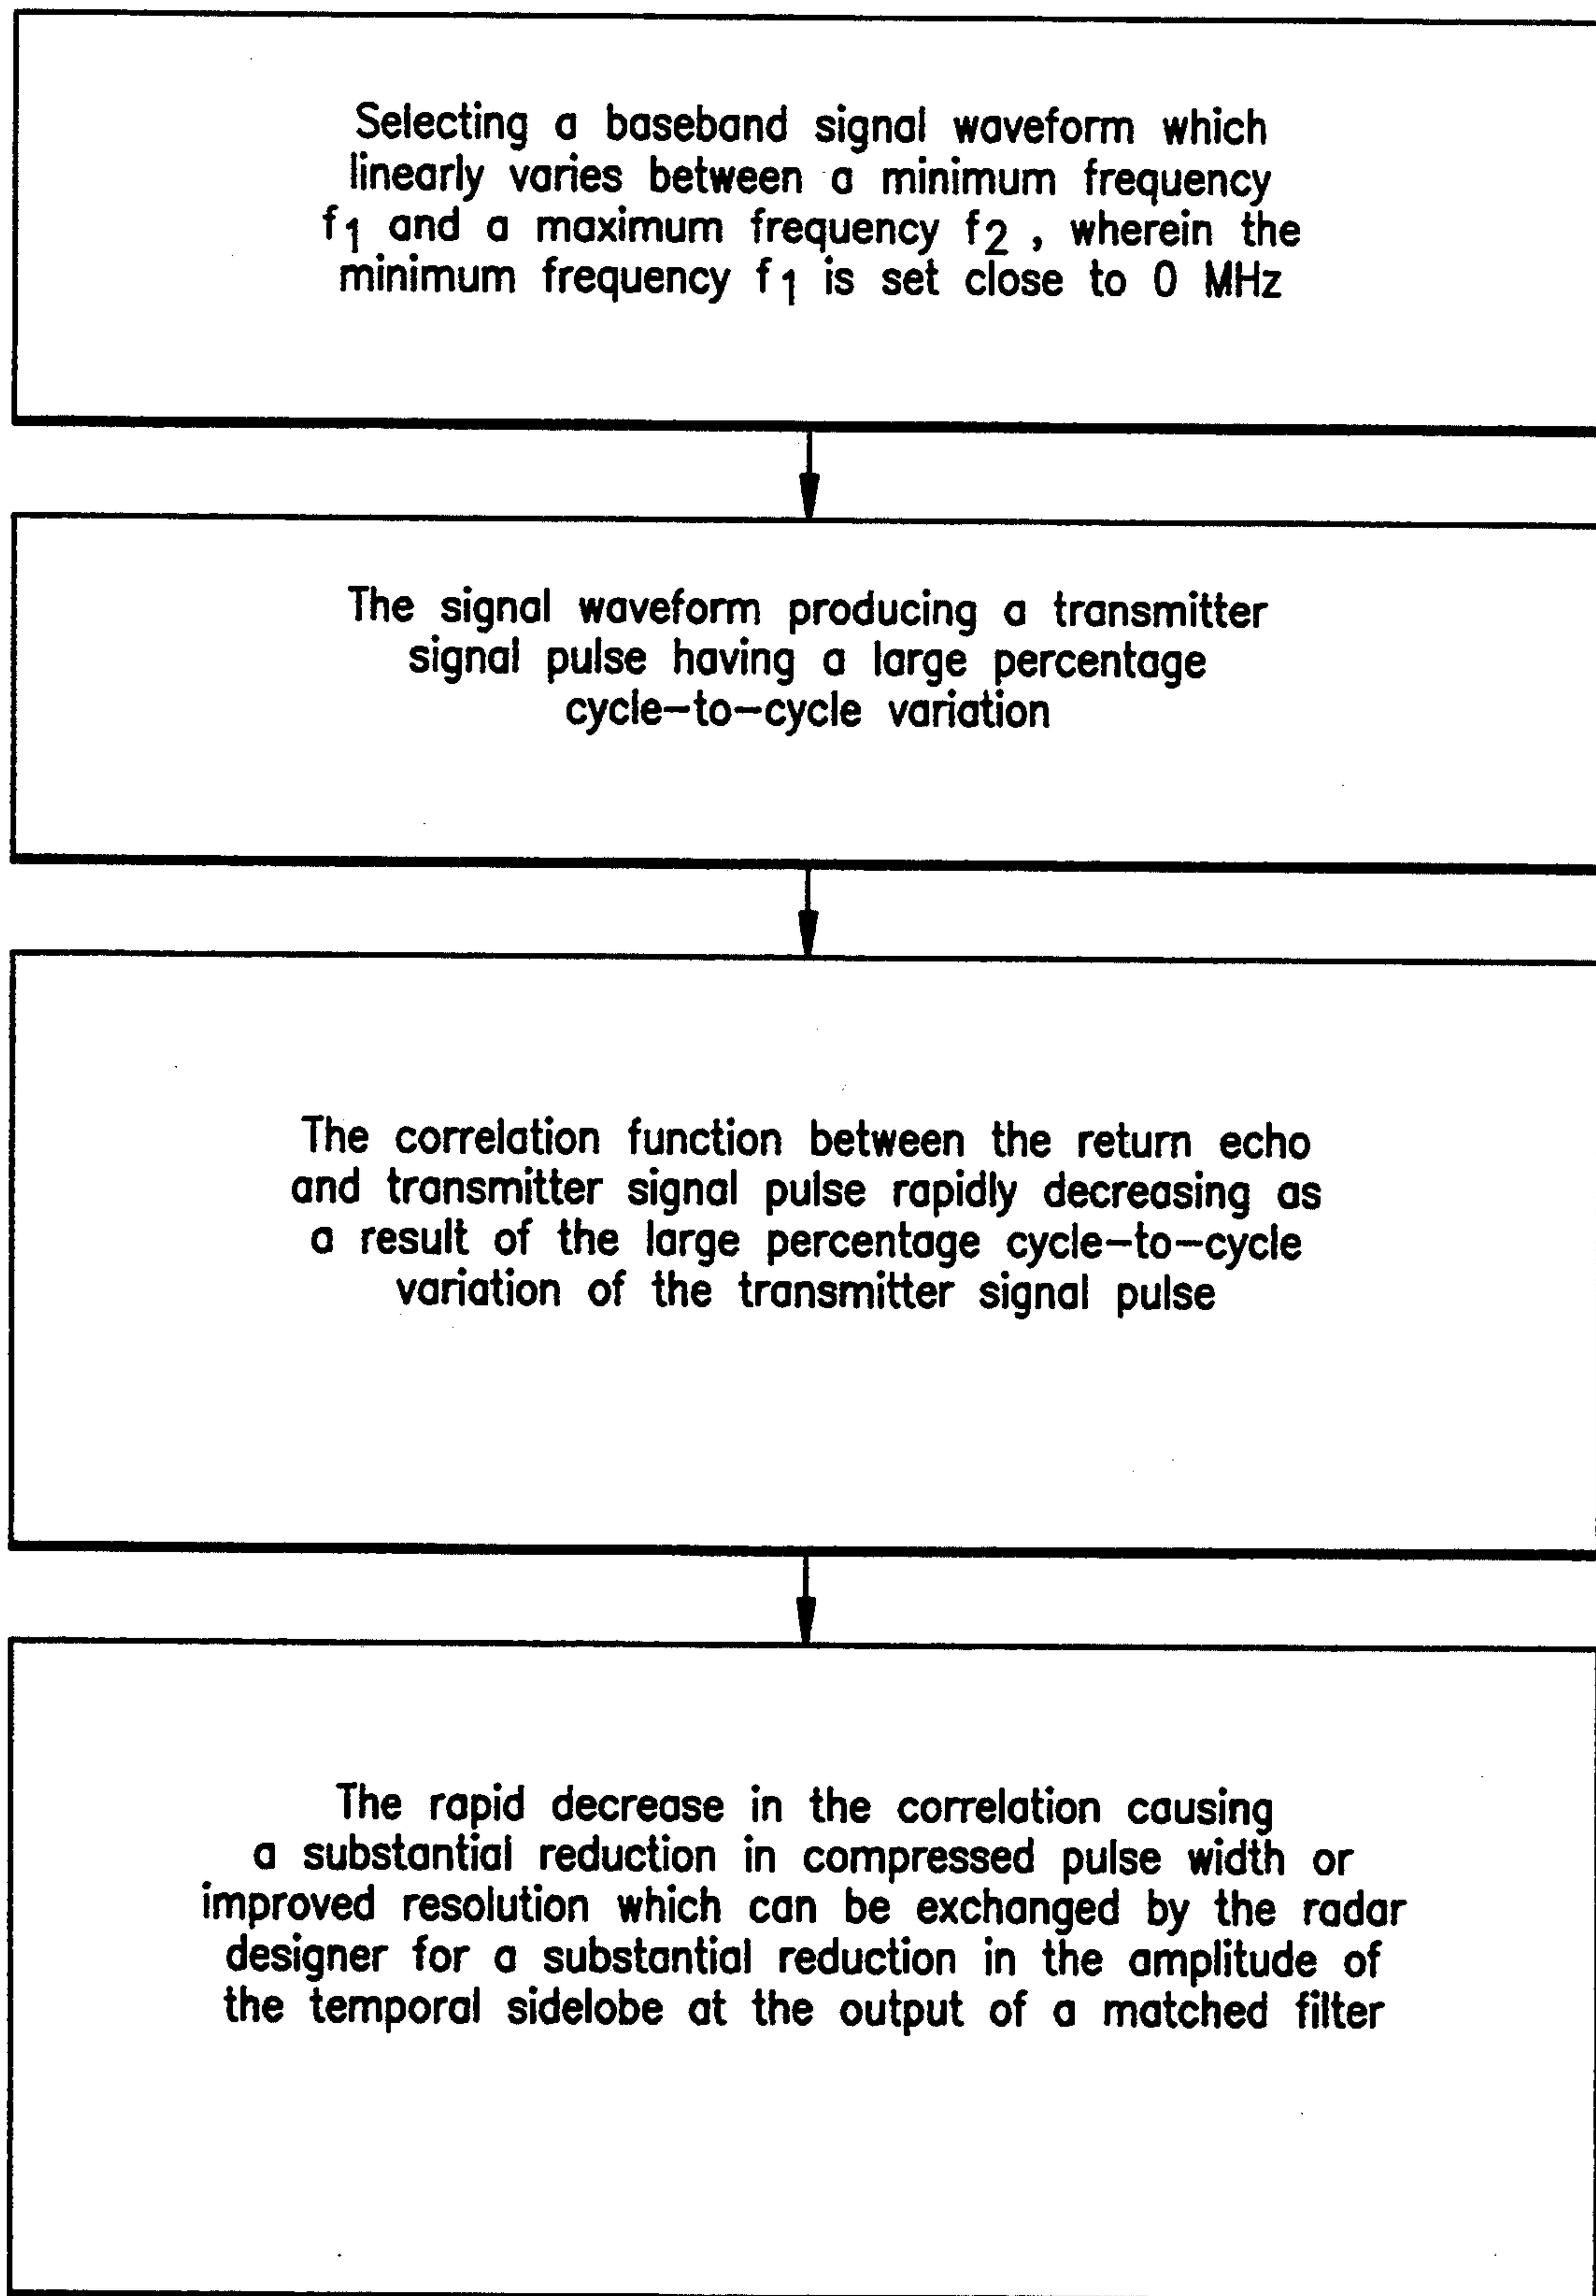 Selecting a baseband signal waveform which
linearly varies between a minimum frequency
f1 and a maximum frequency f2 , wherein the
minimum frequency f1 is set close to 0 MHz
The signal waveform producing a transmitter
signal pulse having a large percentage
cycle-to-cycle variation
The correlation function between the return echo
and transmitter signal pulse rapidly decreasing as
a result of the large percentage cycle-to-cycle
variation of the transmitter signal pulse
The rapid decrease in the correlation causing
a substantial reduction in compressed pulse width or
improved resolution which can be exchanged by the radar
designer for a substantial reduction in the amplitude of
the temporal sidelobe at the output of a matched filter